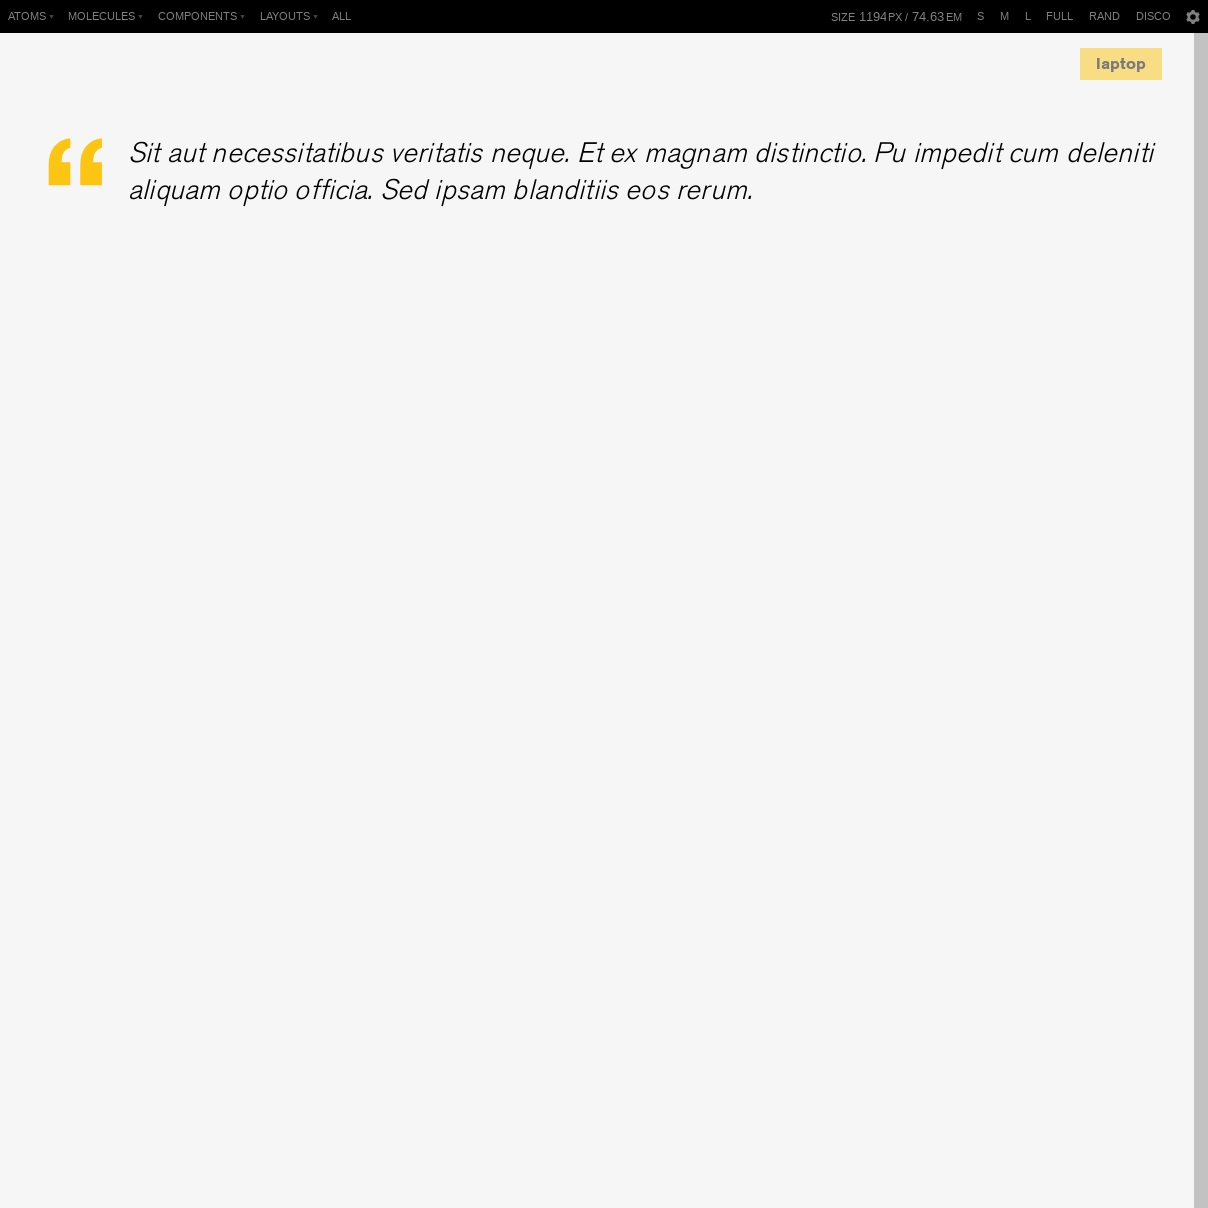 ATOMS ▾ MOLECULES ▾ COMPONENTS ▾ LAYOUTS ▾ ALL SIZE 1194PX / 74.63EM S M L FULL RAND DISCO
laptop
“ Sit aut necessitatibus veritatis neque. Et ex magnam distinctio. Pu impedit cum deleniti
aliquam optio officia. Sed ipsam blanditiis eos rerum.